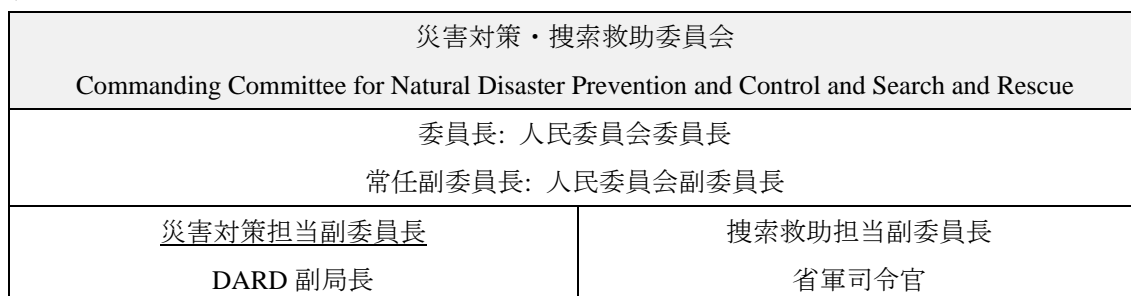 災害対策・捜索救助委員会
Commanding Committee for Natural Disaster Prevention and Control and Search and Rescue
委員長: 人民委員会委員長
常任副委員長: 人民委員会副委員長
災害対策担当副委員長
DARD 副局長
捜索救助担当副委員長
省軍司令官